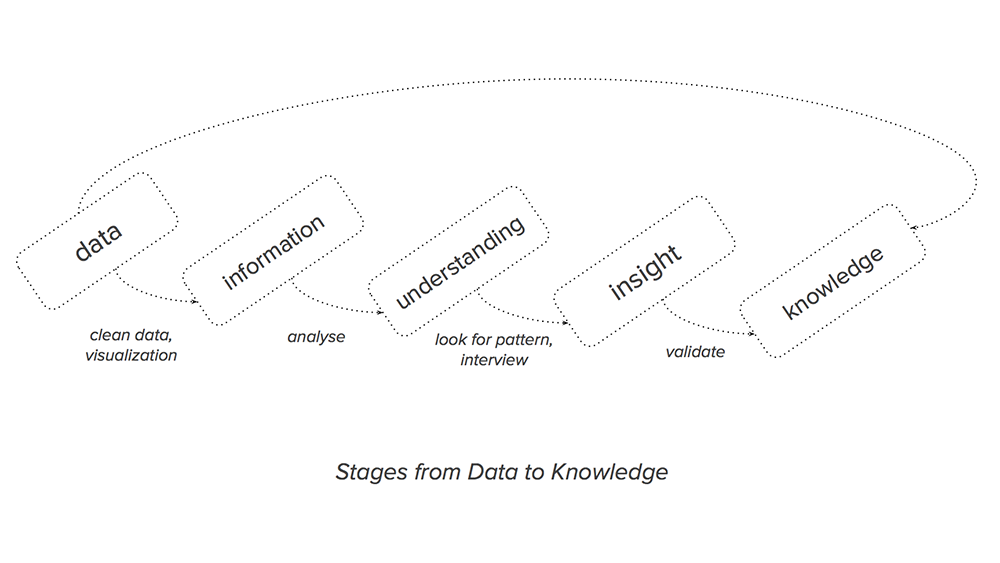 data
information
understanding
insight
knowledge
clean data,
visualization
analyse
look for pattern,
interview
validate
Stages from Data to Knowledge